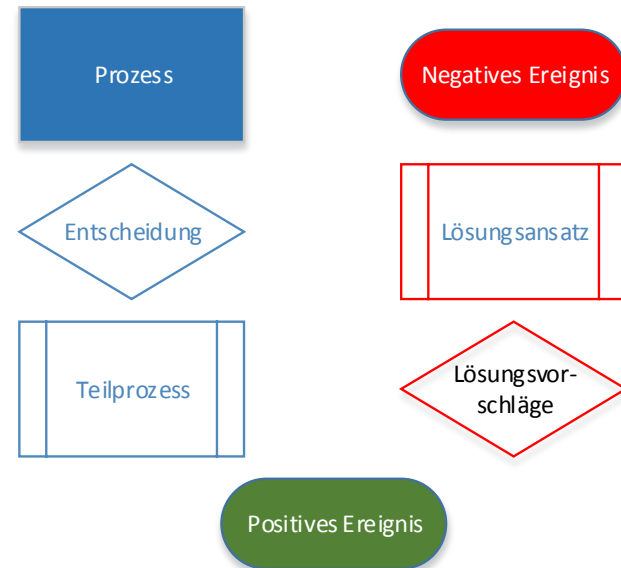 Prozess
Negatives Ereignis
Entscheidung
Lösungsansatz
Teilprozess
Lösungsvor-
schläge
Positives Ereignis